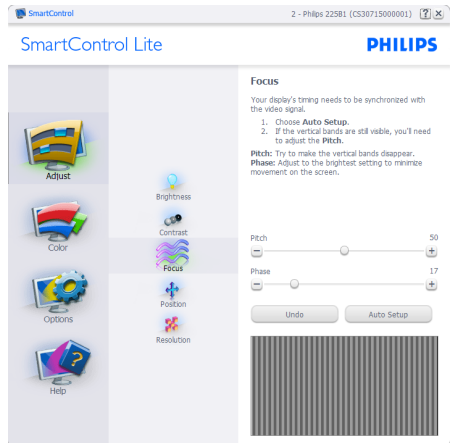 SmartControl
2 - Philips 225B1 (CS30715000001)
?
SmartControl Lite
PHILIPS
Adjust
Color
Options
?
Help
Brightness
Contrast
Focus
Position
Resolution
Focus
Your display's timing needs to be synchronized with
the video signal.
1. Choose Auto Setup.
2. If the vertical bands are still visible, you'll need
to adjust the Pitch.
Pitch: Try to make the vertical bands disappear.
Phase: Adjust to the brightest setting to minimize
movement on the screen.
Pitch 50
Phase 17
Undo
Auto Setup